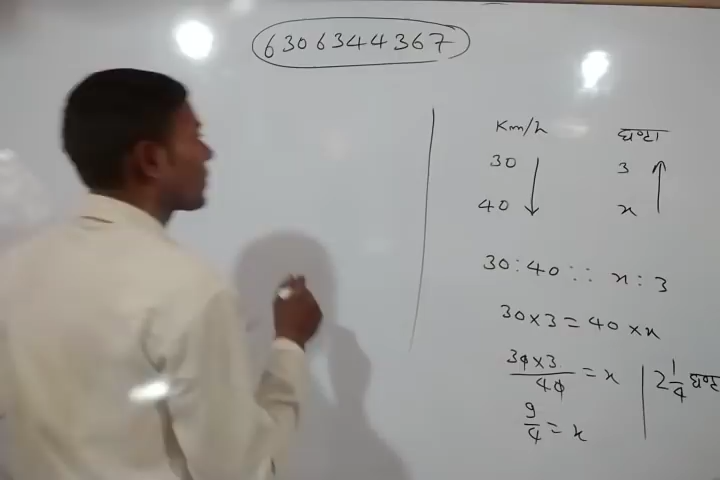 6306344367
Km/h घण्टा
30 3
40 x
30 : 40 :: x : 3
30 × 3 = 40 × x
30 × 3 / 40 = x
2 1/4
9/4 = x